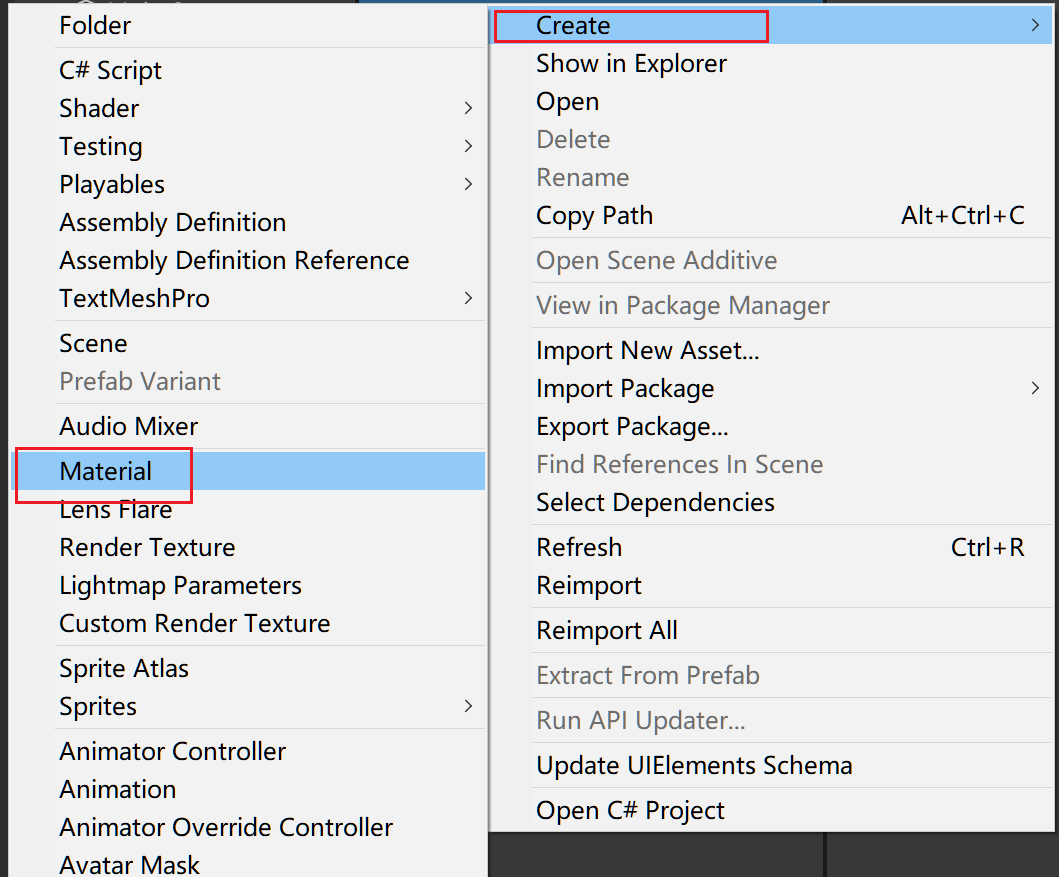 Folder
C# Script
Shader
Testing
Playables
Assembly Definition
Assembly Definition Reference
TextMeshPro
Scene
Prefab Variant
Audio Mixer
Material
Lens Flare
Render Texture
Lightmap Parameters
Custom Render Texture
Sprite Atlas
Sprites
Animator Controller
Animation
Animator Override Controller
Avatar Mask
Create
Show in Explorer
Open
Delete
Rename
Copy Path Alt+Ctrl+C
Open Scene Additive
View in Package Manager
Import New Asset...
Import Package
Export Package...
Find References In Scene
Select Dependencies
Refresh Ctrl+R
Reimport
Reimport All
Extract From Prefab
Run API Updater...
Update UIElements Schema
Open C# Project